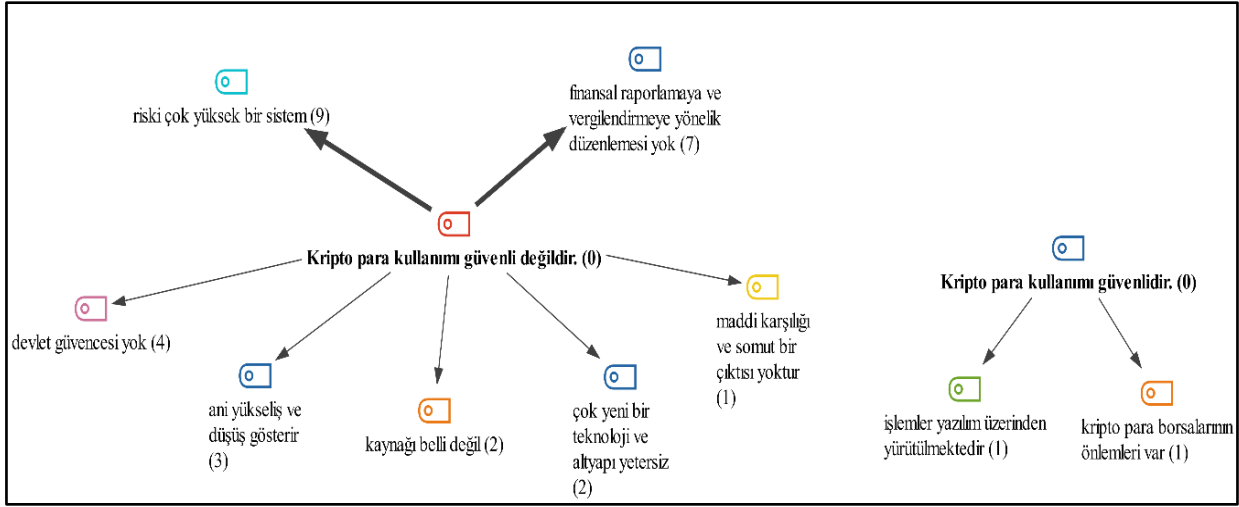 riski çok yüksek bir sistem (9)
finansal raporlamaya ve
vergilendirmeye yönelik
düzenlemesi yok (7)
Kripto para kullanımı güvenli değildir. (0)
devlet güvencesi yok (4)
ani yükseliş ve
düşüş gösterir
(3)
kaynağı belli değil (2)
çok yeni bir
teknoloji ve
altyapı yetersiz
(2)
maddi karşılığı
ve somut bir
çıktısı yoktur
(1)
Kripto para kullanımı güvenlidir. (0)
işlemler yazılım üzerinden
yürütülmektedir (1)
kripto para borsalarının
önlemleri var (1)